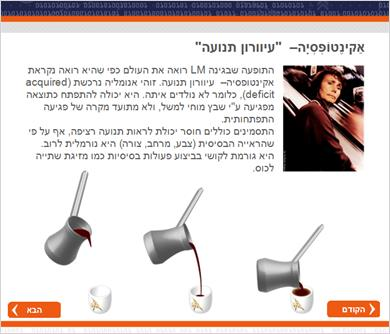 אַקִינֶטוֹפְּסִיָה– "עיוורון תנועה"
התופעה שבגינה LM רואה את העולם כפי שהיא רואה נקראת
אקינטופסיה– עיוורון תנועה. זוהי אנומליה נרכשת (acquired
deficit), כלומר לא נולדים איתה. היא יכולה להתפתח כתוצאה
מפגיעה ע"י שבץ מוחי למשל, ולא מתועד מקרה של פגיעה
התפתחותית.
התסמינים כוללים חוסר יכולת לראות תנועה רציפה, אף על פי
שהראייה הבסיסית (צבע, מרחב, צורה) היא נורמלית לרוב.
היא גורמת לקושי בביצוע פעולות בסיסיות כמו מזיגת שתייה
לכוס.
הקודם
הבא